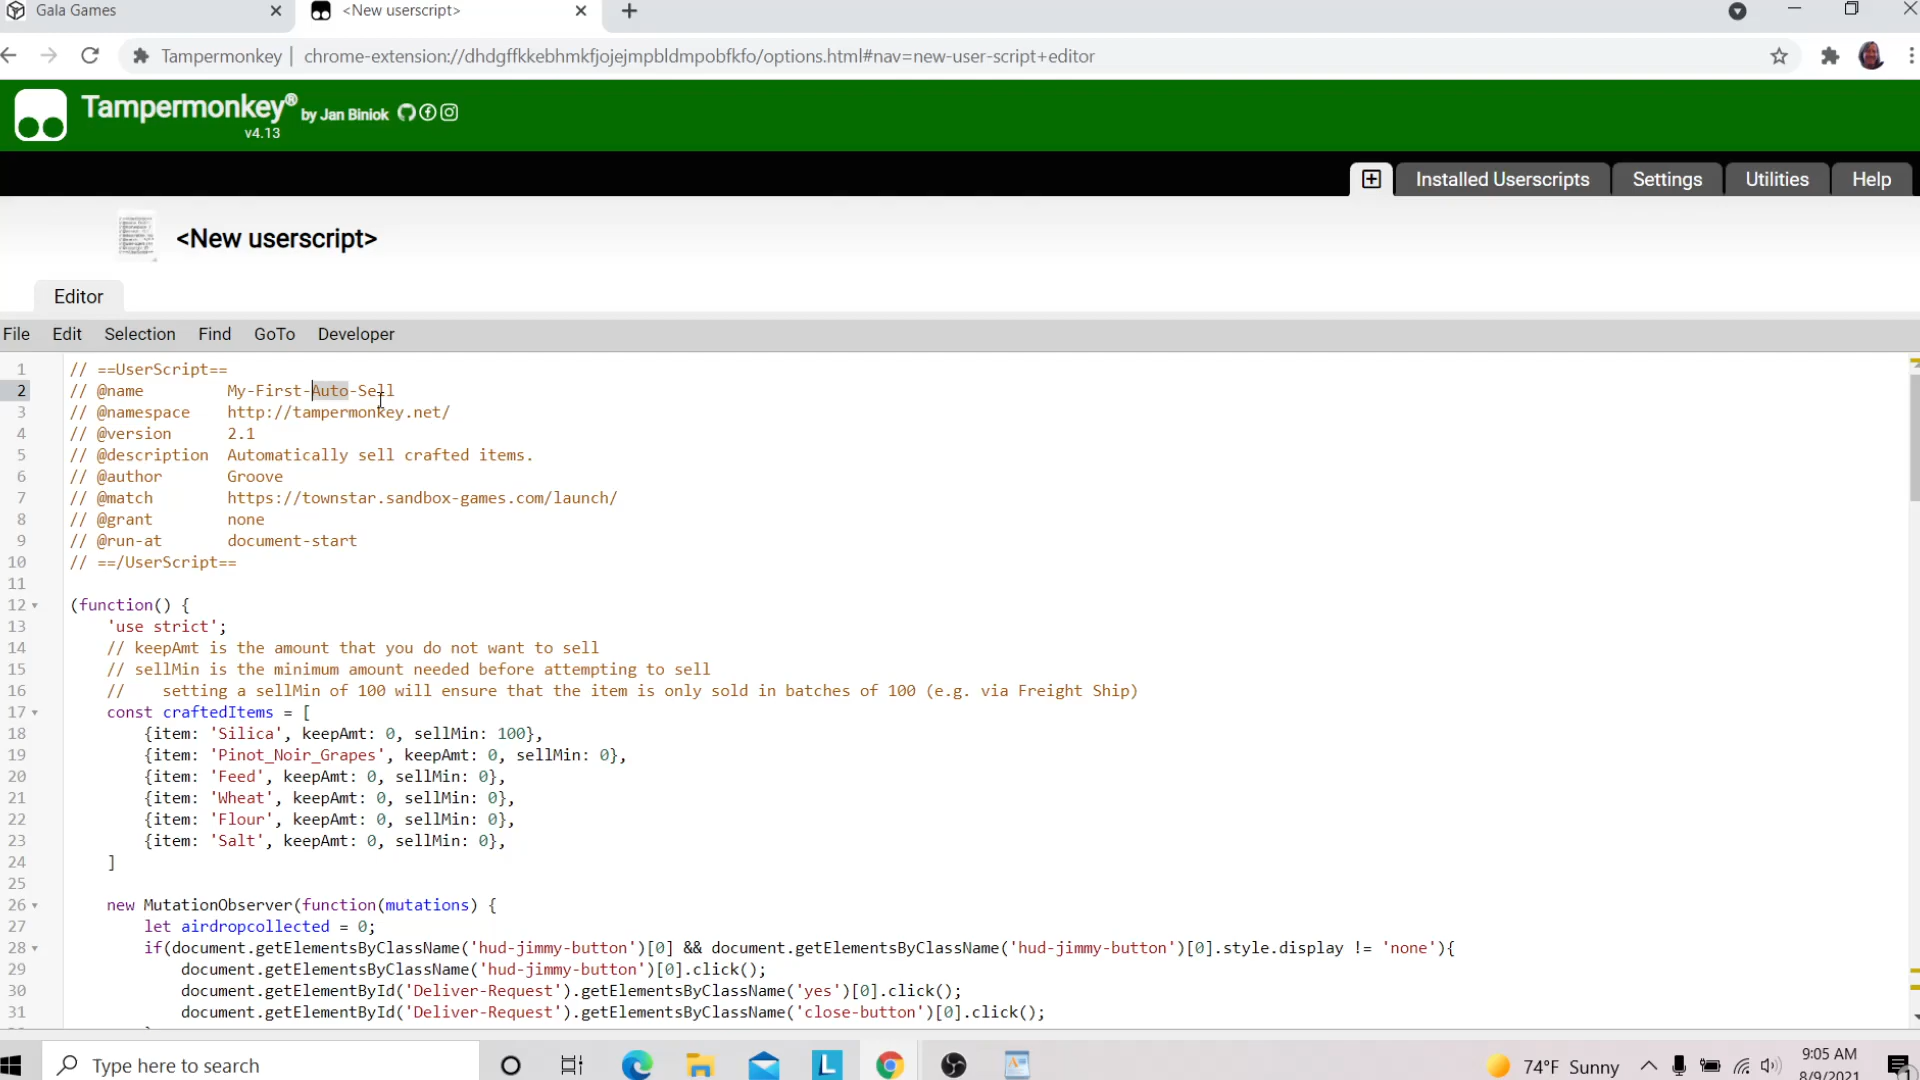 Gala Games
<New userscript>
Tampermonkey | chrome-extension://dhdgffkkebhmkfjojejmpbldmpobfkfo/options.html#nav=new-user-script+editor
Tampermonkey® by Jan Biniok
v4.13
Installed Userscripts Settings Utilities Help
<New userscript>
Editor
File Edit Selection Find GoTo Developer
1 // ==UserScript==
2 // @name My-First-Auto-Sell
3 // @namespace http://tampermonkey.net/
4 // @version 2.1
5 // @description Automatically sell crafted items.
6 // @author Groove
7 // @match https://townstar.sandbox-games.com/launch/
8 // @grant none
9 // @run-at document-start
10 // ==/UserScript==
11
12 (function() {
13 'use strict';
14 // keepAmt is the amount that you do not want to sell
15 // sellMin is the minimum amount needed before attempting to sell
16 // setting a sellMin of 100 will ensure that the item is only sold in batches of 100 (e.g. via Freight Ship)
17 const craftedItems = [
18 {item: 'Silica', keepAmt: 0, sellMin: 100},
19 {item: 'Pinot_Noir_Grapes', keepAmt: 0, sellMin: 0},
20 {item: 'Feed', keepAmt: 0, sellMin: 0},
21 {item: 'Wheat', keepAmt: 0, sellMin: 0},
22 {item: 'Flour', keepAmt: 0, sellMin: 0},
23 {item: 'Salt', keepAmt: 0, sellMin: 0},
24 ]
25
26 new MutationObserver(function(mutations) {
27 let airdropcollected = 0;
28 if(document.getElementsByClassName('hud-jimmy-button')[0] && document.getElementsByClassName('hud-jimmy-button')[0].style.display != 'none'){
29 document.getElementsByClassName('hud-jimmy-button')[0].click();
30 document.getElementById('Deliver-Request').getElementsByClassName('yes')[0].click();
31 document.getElementById('Deliver-Request').getElementsByClassName('close-button')[0].click();
Type here to search
L
74°F Sunny
9:05 AM
8/9/2021
1